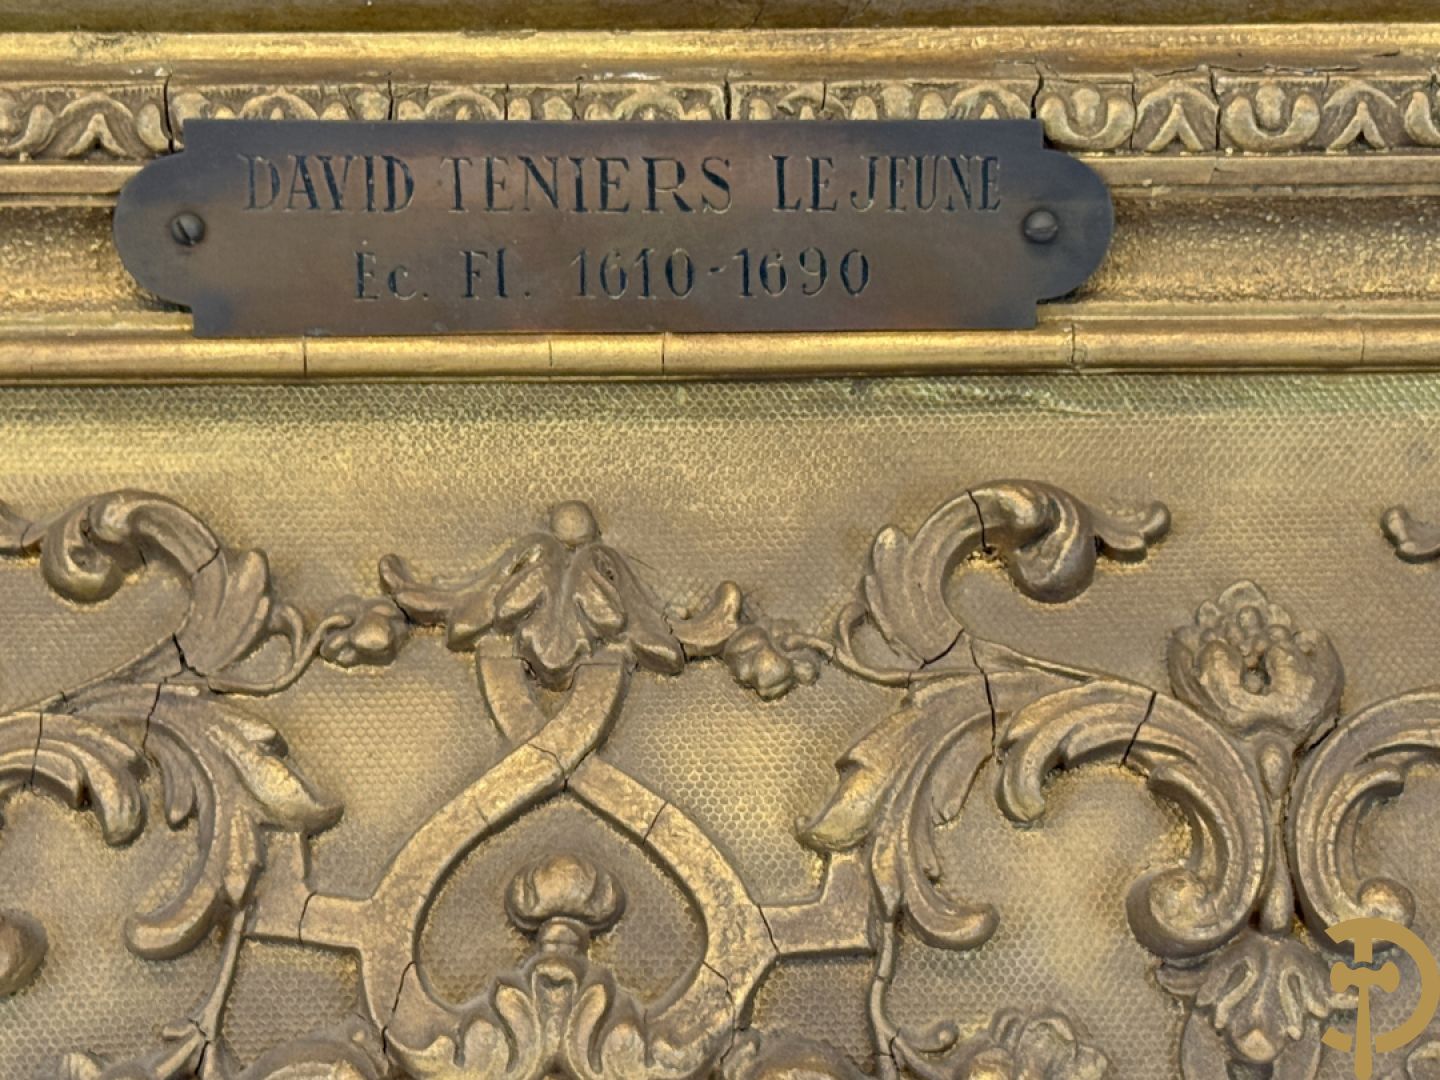 DAVID TENIERS LE JEUNE
Ec. Fl. 1610-1690